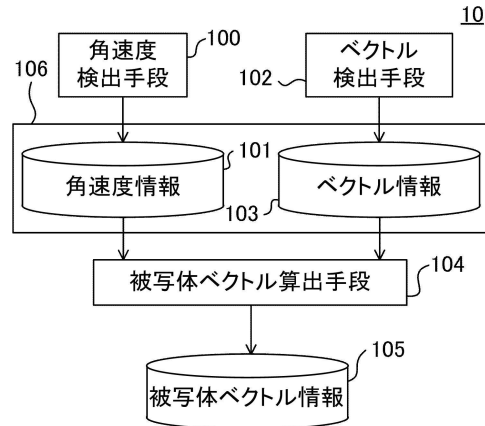 10
角速度
検出手段
100
ベクトル
検出手段
102
106
角速度情報
101
ベクトル情報
103
被写体ベクトル算出手段
104
被写体ベクトル情報
105